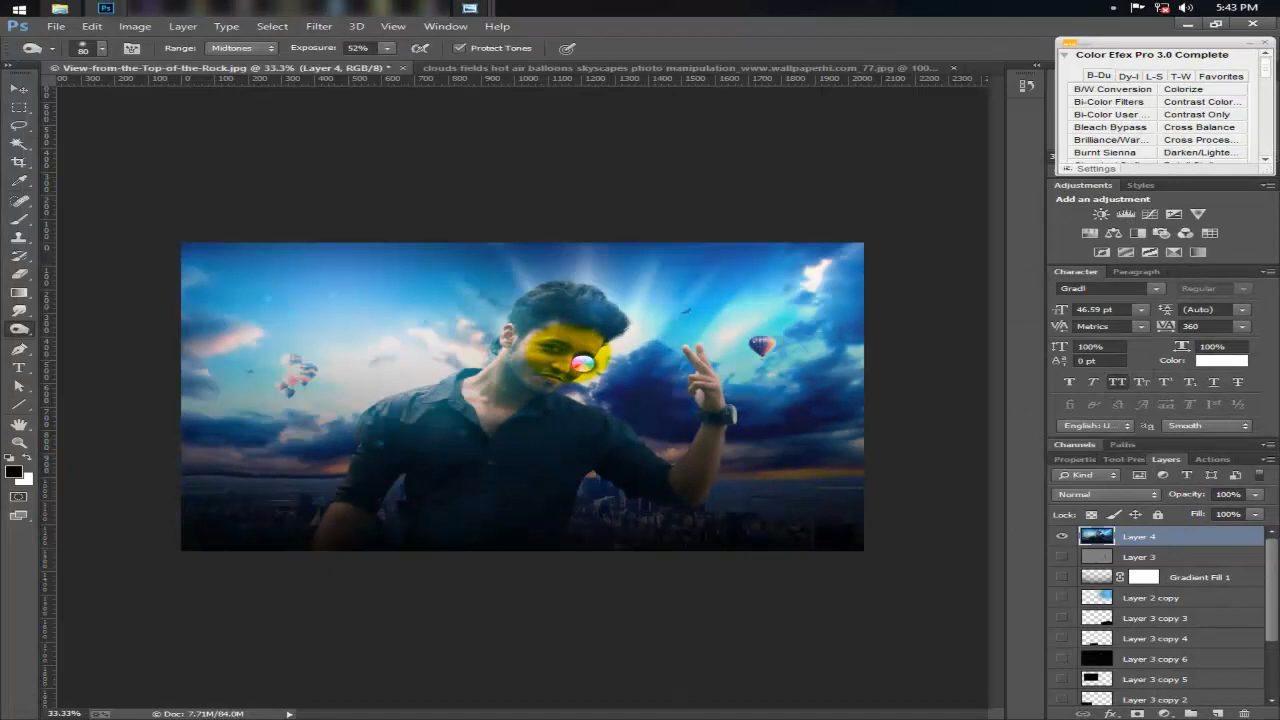 5:43 PM
Ps File Edit Image Layer Type Select Filter 3D View Window Help
80 Range: Midtones Exposure: 52% Protect Tones
View-from-the-Top-of-the-Rock.jpg @ 33.3% (Layer 4, RGB/8) * clouds fields hot air balloons skyscapes photo manipulation_www.wallpaperhi.com_77.jpg @ 100...
Color Efex Pro 3.0 Complete
B-Du Dy-I L-S T-W Favorites
B/W Conversion Colorize
Bi-Color Filters Contrast Color...
Bi-Color User ... Contrast Only
Bleach Bypass Cross Balance
Brilliance/War... Cross Proces...
Burnt Sienna Darken/Lighte...
Settings
Adjustments Styles
Add an adjustment
Character Paragraph
Gradl Regular
46.59 pt (Auto)
Metrics 360
100% 100%
0 pt Color:
English: U... Smooth
Channels Paths
Properti Tool Pres Layers Actions
Kind
Normal Opacity: 100%
Lock: Fill: 100%
Layer 4
Layer 3
Gradient Fill 1
Layer 2 copy
Layer 3 copy 3
Layer 3 copy 4
Layer 3 copy 6
Layer 3 copy 5
Layer 3 copy 2
33.33% Doc: 7.71M/84.0M